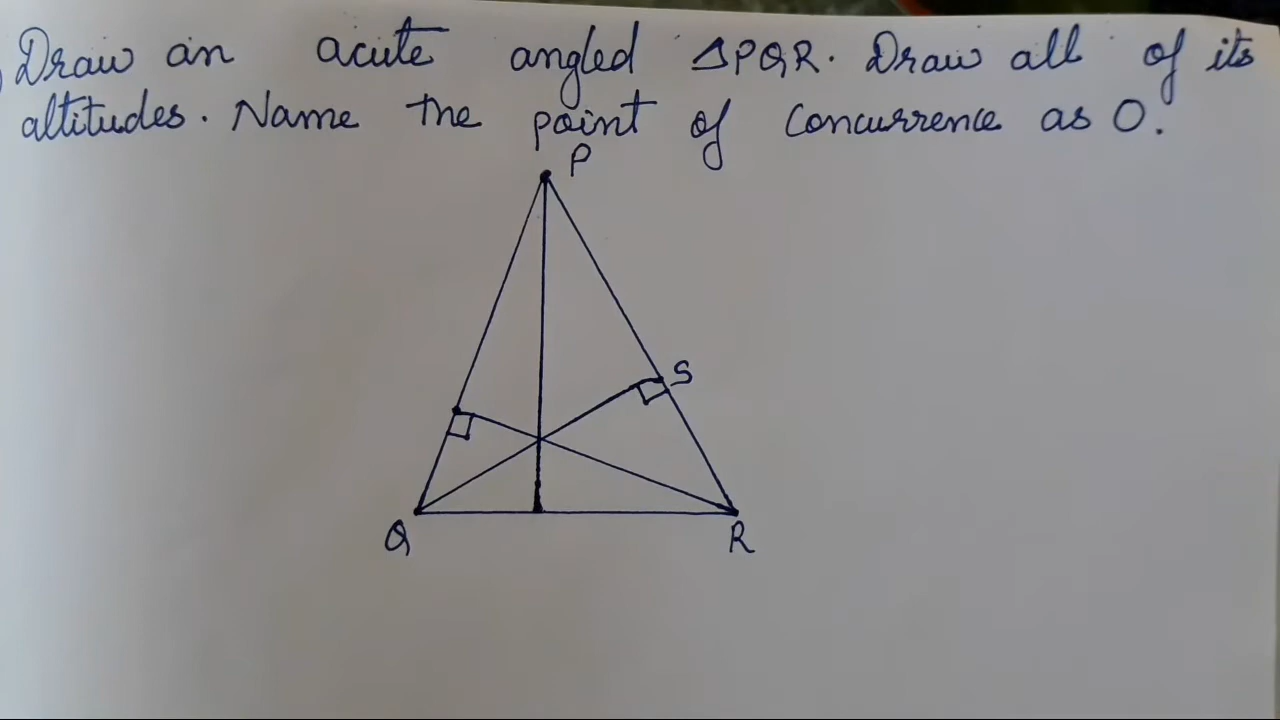 Draw an acute angled △PQR. Draw all of its
altitudes. Name the point of concurrence as O.
P
S
Q
R